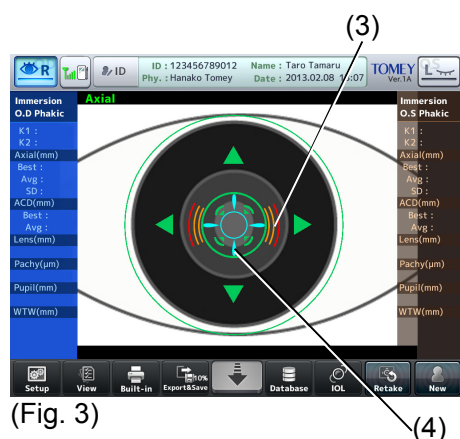 (3)
R
ID
ID : 123456789012 Name : Taro Tamaru
Phy. : Hanako Tomey Date : 2013.02.08 15:07
TOMEY
Ver.1A
L
Immersion
O.D Phakic
K1 :
K2 :
Axial(mm)
Best :
Avg :
SD :
ACD(mm)
Best :
Avg :
Lens(mm)
Pachy(µm)
Pupil(mm)
WTW(mm)
Axial
Immersion
O.S Phakic
K1 :
K2 :
Axial(mm)
Best :
Avg :
SD :
ACD(mm)
Best :
Avg :
Lens(mm)
Pachy(µm)
Pupil(mm)
WTW(mm)
Setup
View
Built-in
10%
Export&Save
Database
IOL
Retake
New
(Fig. 3)
(4)